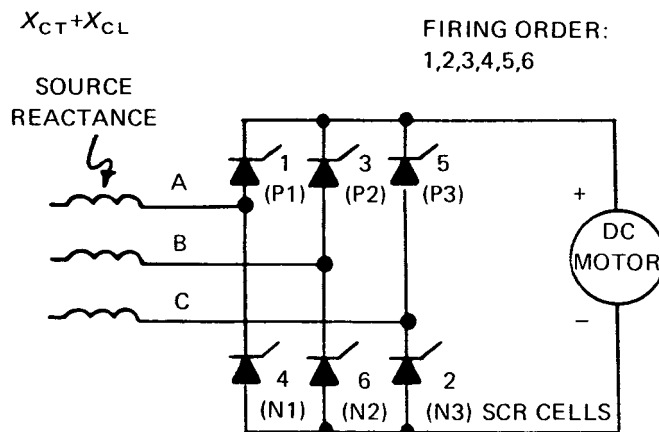 X_CT+X_CL
FIRING ORDER:
1,2,3,4,5,6
SOURCE
REACTANCE
A
B
C
1
(P1)
3
(P2)
5
(P3)
+
DC
MOTOR
−
4
(N1)
6
(N2)
2
(N3) SCR CELLS